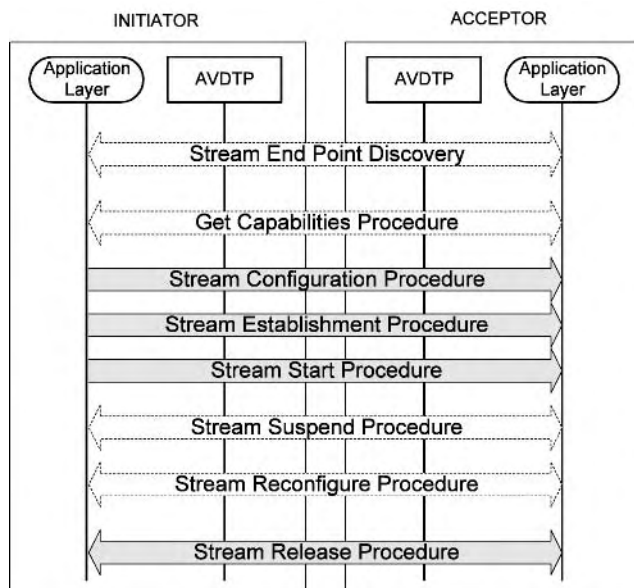 INITIATOR
ACCEPTOR
Application
Layer
AVDTP
AVDTP
Application
Layer
Stream End Point Discovery
Get Capabilities Procedure
Stream Configuration Procedure
Stream Establishment Procedure
Stream Start Procedure
Stream Suspend Procedure
Stream Reconfigure Procedure
Stream Release Procedure